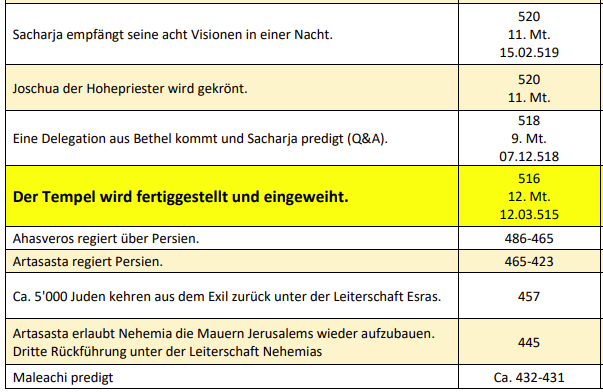 Sacharja empfängt seine acht Visionen in einer Nacht.
520
11. Mt.
15.02.519
Joschua der Hohepriester wird gekrönt.
520
11. Mt.
Eine Delegation aus Bethel kommt und Sacharja predigt (Q&A).
518
9. Mt.
07.12.518
Der Tempel wird fertiggestellt und eingeweiht.
516
12. Mt.
12.03.515
Ahasveros regiert über Persien.
486-465
Artasasta regiert Persien.
465-423
Ca. 5'000 Juden kehren aus dem Exil zurück unter der Leiterschaft Esras.
457
Artasasta erlaubt Nehemia die Mauern Jerusalems wieder aufzubauen.
Dritte Rückführung unter der Leiterschaft Nehemias
445
Maleachi predigt
Ca. 432-431